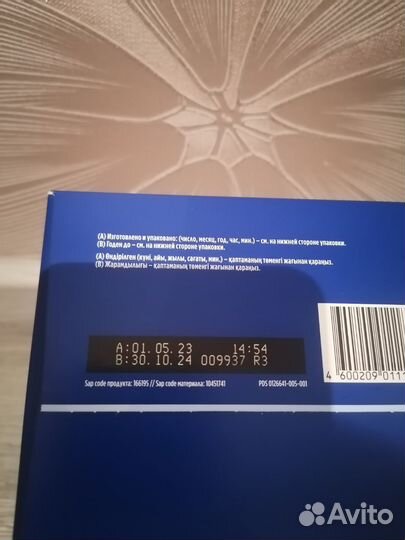 (A) Изготовлено и упаковано: (число, месяц, год, час, мин.) – см. на нижней стороне упаковки.
(B) Годен до – см. на нижней стороне упаковки.
(A) Өндірілген (күні, айы, жылы, сағаты, мин.) – қаптаманың төменгі жағынан қараңыз.
(B) Жарамдылығы – қаптаманың төменгі жағынан қараңыз.
A:01.05.23 14:54
B:30.10.24 009937 R3
Sap code продукта: 166195 // Sap code материала: 10451741 PDS 0126641-005-001
4 600209 0111
Avito